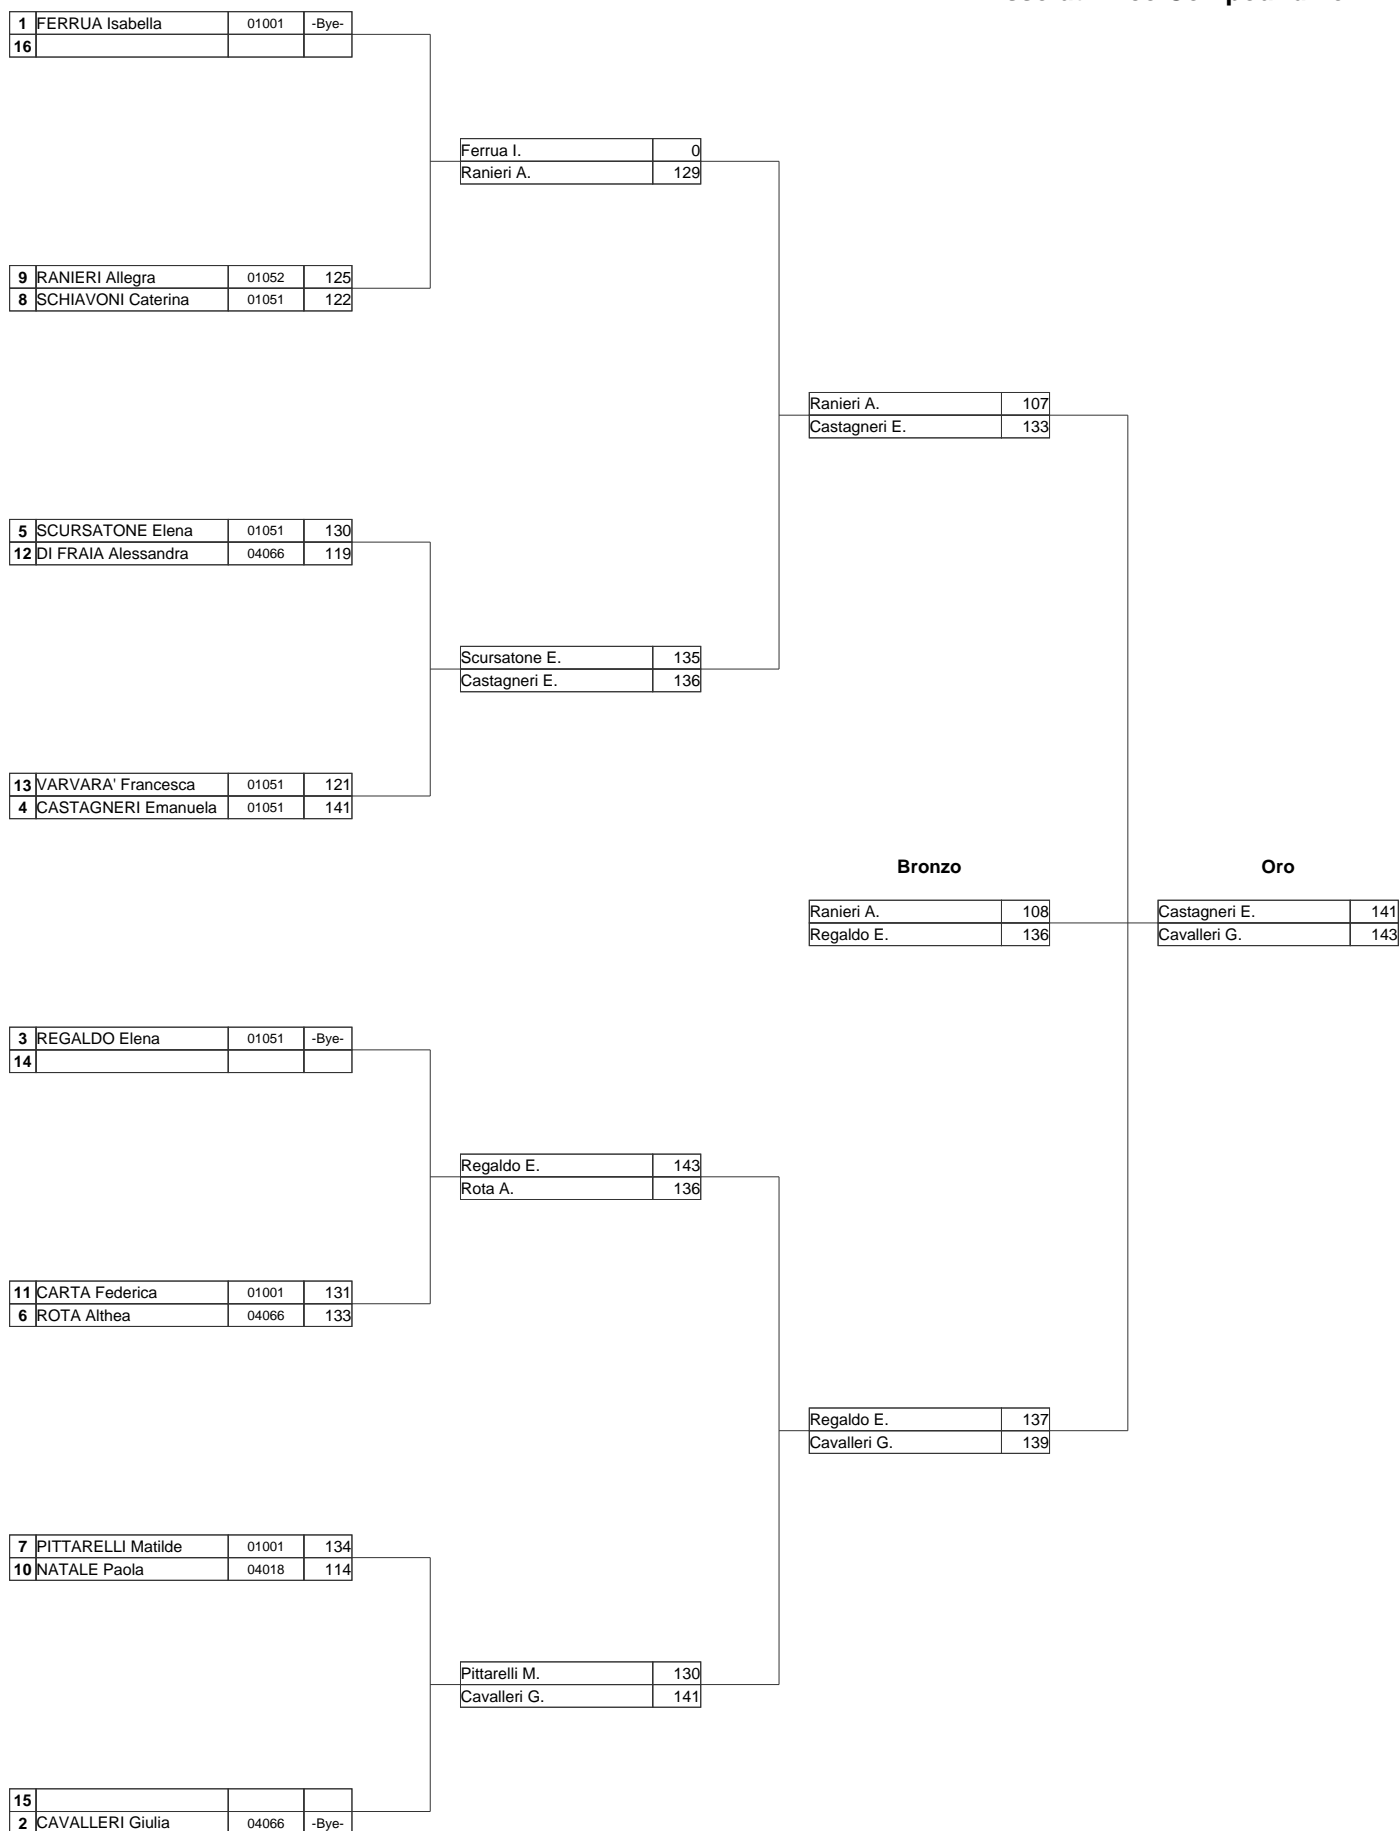 1 FERRUA Isabella 01001 -Bye-
16
Ferrua I. 0
Ranieri A. 129
9 RANIERI Allegra 01052 125
8 SCHIAVONI Caterina 01051 122
Ranieri A. 107
Castagneri E. 133
5 SCURSATONE Elena 01051 130
12 DI FRAIA Alessandra 04066 119
Scursatone E. 135
Castagneri E. 136
13 VARVARA' Francesca 01051 121
4 CASTAGNERI Emanuela 01051 141
Bronzo Oro
Ranieri A. 108 Castagneri E. 141
Regaldo E. 136 Cavalleri G. 143
3 REGALDO Elena 01051 -Bye-
14
Regaldo E. 143
Rota A. 136
11 CARTA Federica 01001 131
6 ROTA Althea 04066 133
Regaldo E. 137
Cavalleri G. 139
7 PITTARELLI Matilde 01001 134
10 NATALE Paola 04018 114
Pittarelli M. 130
Cavalleri G. 141
15
2 CAVALLERI Giulia 04066 -Bye-